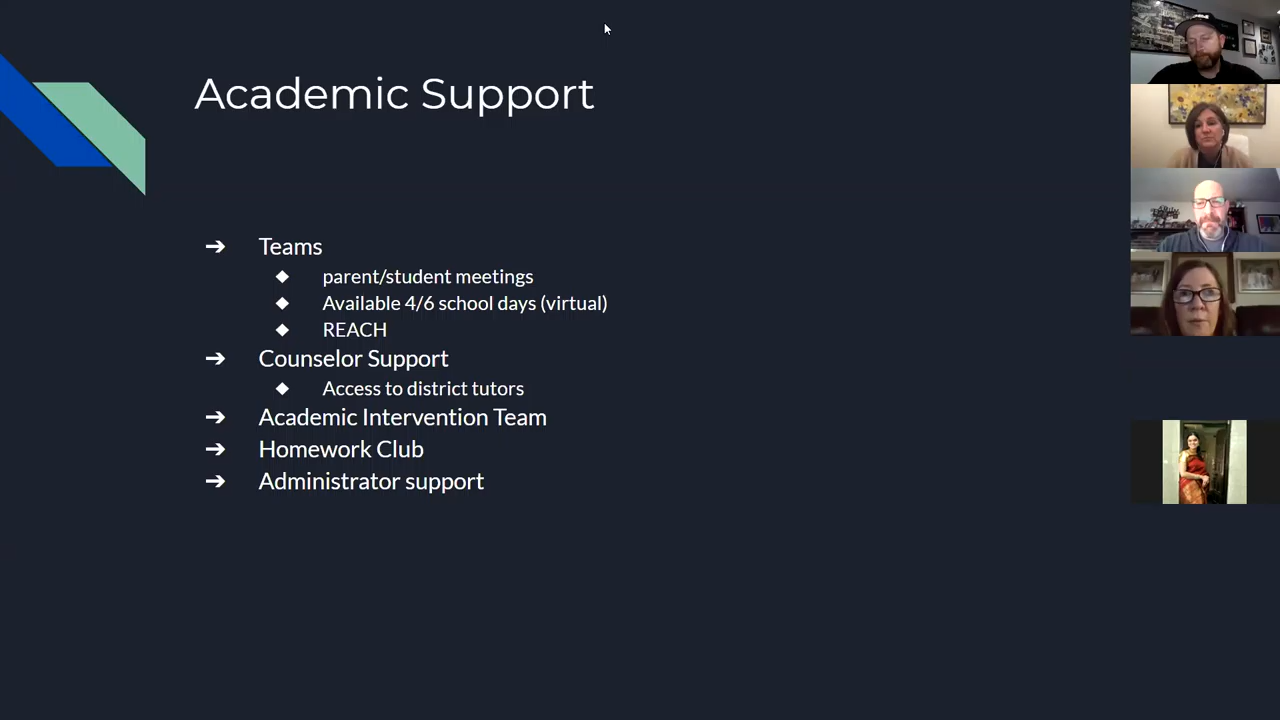 Academic Support
➔ Teams
◆ parent/student meetings
◆ Available 4/6 school days (virtual)
◆ REACH
➔ Counselor Support
◆ Access to district tutors
➔ Academic Intervention Team
➔ Homework Club
➔ Administrator support